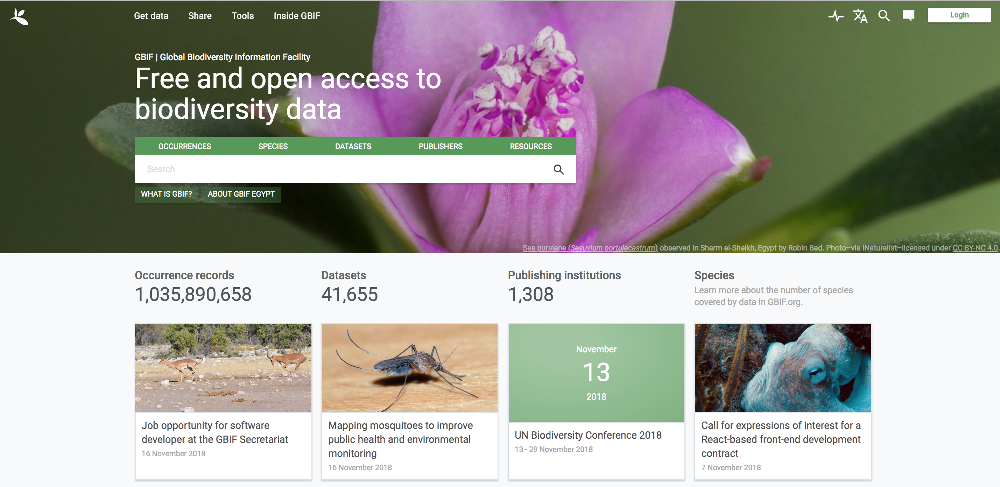 Get data Share Tools Inside GBIF Login
GBIF | Global Biodiversity Information Facility
Free and open access to
biodiversity data
OCCURRENCES SPECIES DATASETS PUBLISHERS RESOURCES
Search
WHAT IS GBIF? ABOUT GBIF EGYPT
Sea purslane (Sesuvium portulacastrum) observed in Sharm el-Sheikh, Egypt by Robin Bad. Photo–via iNaturalist–licensed under CC BY-NC 4.0.
Occurrence records
1,035,890,658
Datasets
41,655
Publishing institutions
1,308
Species
Learn more about the number of species
covered by data in GBIF.org.
Job opportunity for software
developer at the GBIF Secretariat
16 November 2018
Mapping mosquitoes to improve
public health and environmental
monitoring
16 November 2018
November
13
2018
UN Biodiversity Conference 2018
13 - 29 November 2018
Call for expressions of interest for a
React-based front-end development
contract
7 November 2018